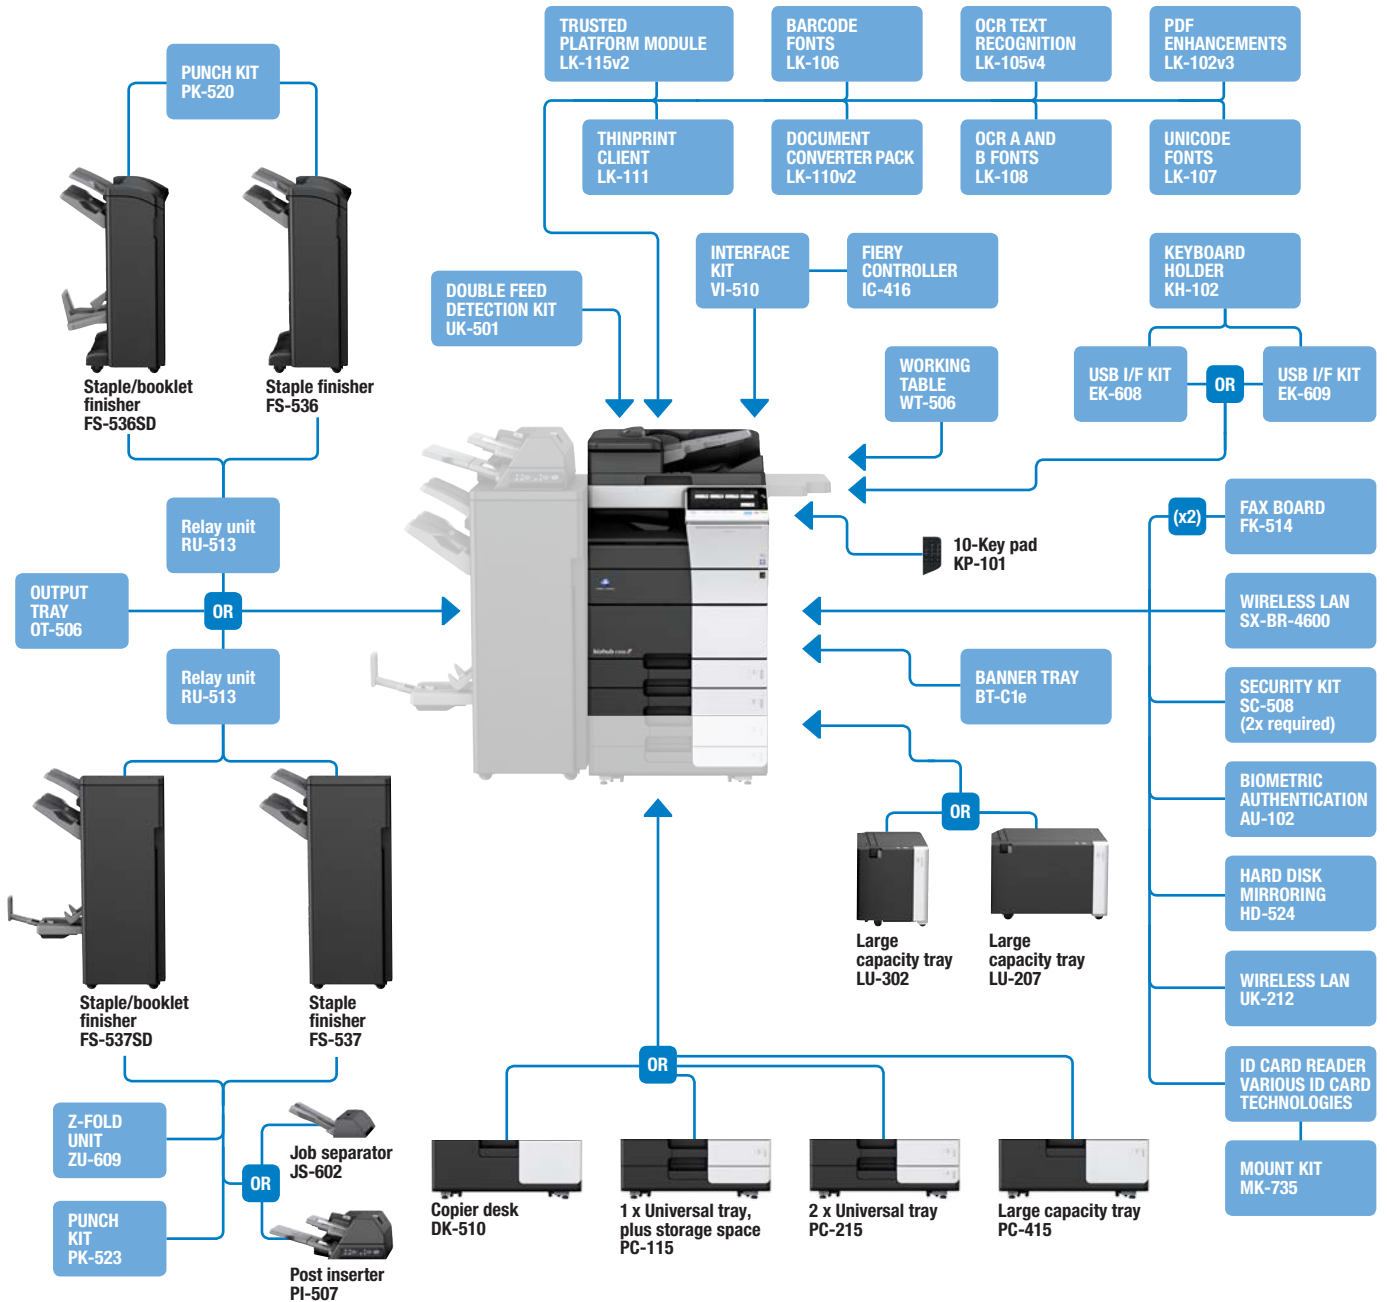 TRUSTED
PLATFORM MODULE
LK-115v2
BARCODE
FONTS
LK-106
OCR TEXT
RECOGNITION
LK-105v4
PDF
ENHANCEMENTS
LK-102v3
PUNCH KIT
PK-520
THINPRINT
CLIENT
LK-111
DOCUMENT
CONVERTER PACK
LK-110v2
OCR A AND
B FONTS
LK-108
UNICODE
FONTS
LK-107
INTERFACE
KIT
VI-510
FIERY
CONTROLLER
IC-416
KEYBOARD
HOLDER
KH-102
DOUBLE FEED
DETECTION KIT
UK-501
WORKING
TABLE
WT-506
USB I/F KIT
EK-608
OR
USB I/F KIT
EK-609
Staple/booklet
finisher
FS-536SD
Staple finisher
FS-536
Relay unit
RU-513
(x2)
FAX BOARD
FK-514
10-Key pad
KP-101
OUTPUT
TRAY
OT-506
OR
WIRELESS LAN
SX-BR-4600
bizhub
Relay unit
RU-513
BANNER TRAY
BT-C1e
SECURITY KIT
SC-508
(2x required)
OR
BIOMETRIC
AUTHENTICATION
AU-102
HARD DISK
MIRRORING
HD-524
Large
capacity tray
LU-302
Large
capacity tray
LU-207
WIRELESS LAN
UK-212
Staple/booklet
finisher
FS-537SD
Staple
finisher
FS-537
OR
ID CARD READER
VARIOUS ID CARD
TECHNOLOGIES
Z-FOLD
UNIT
ZU-609
Job separator
JS-602
OR
MOUNT KIT
MK-735
PUNCH
KIT
PK-523
Post inserter
PI-507
Copier desk
DK-510
1 x Universal tray,
plus storage space
PC-115
2 x Universal tray
PC-215
Large capacity tray
PC-415